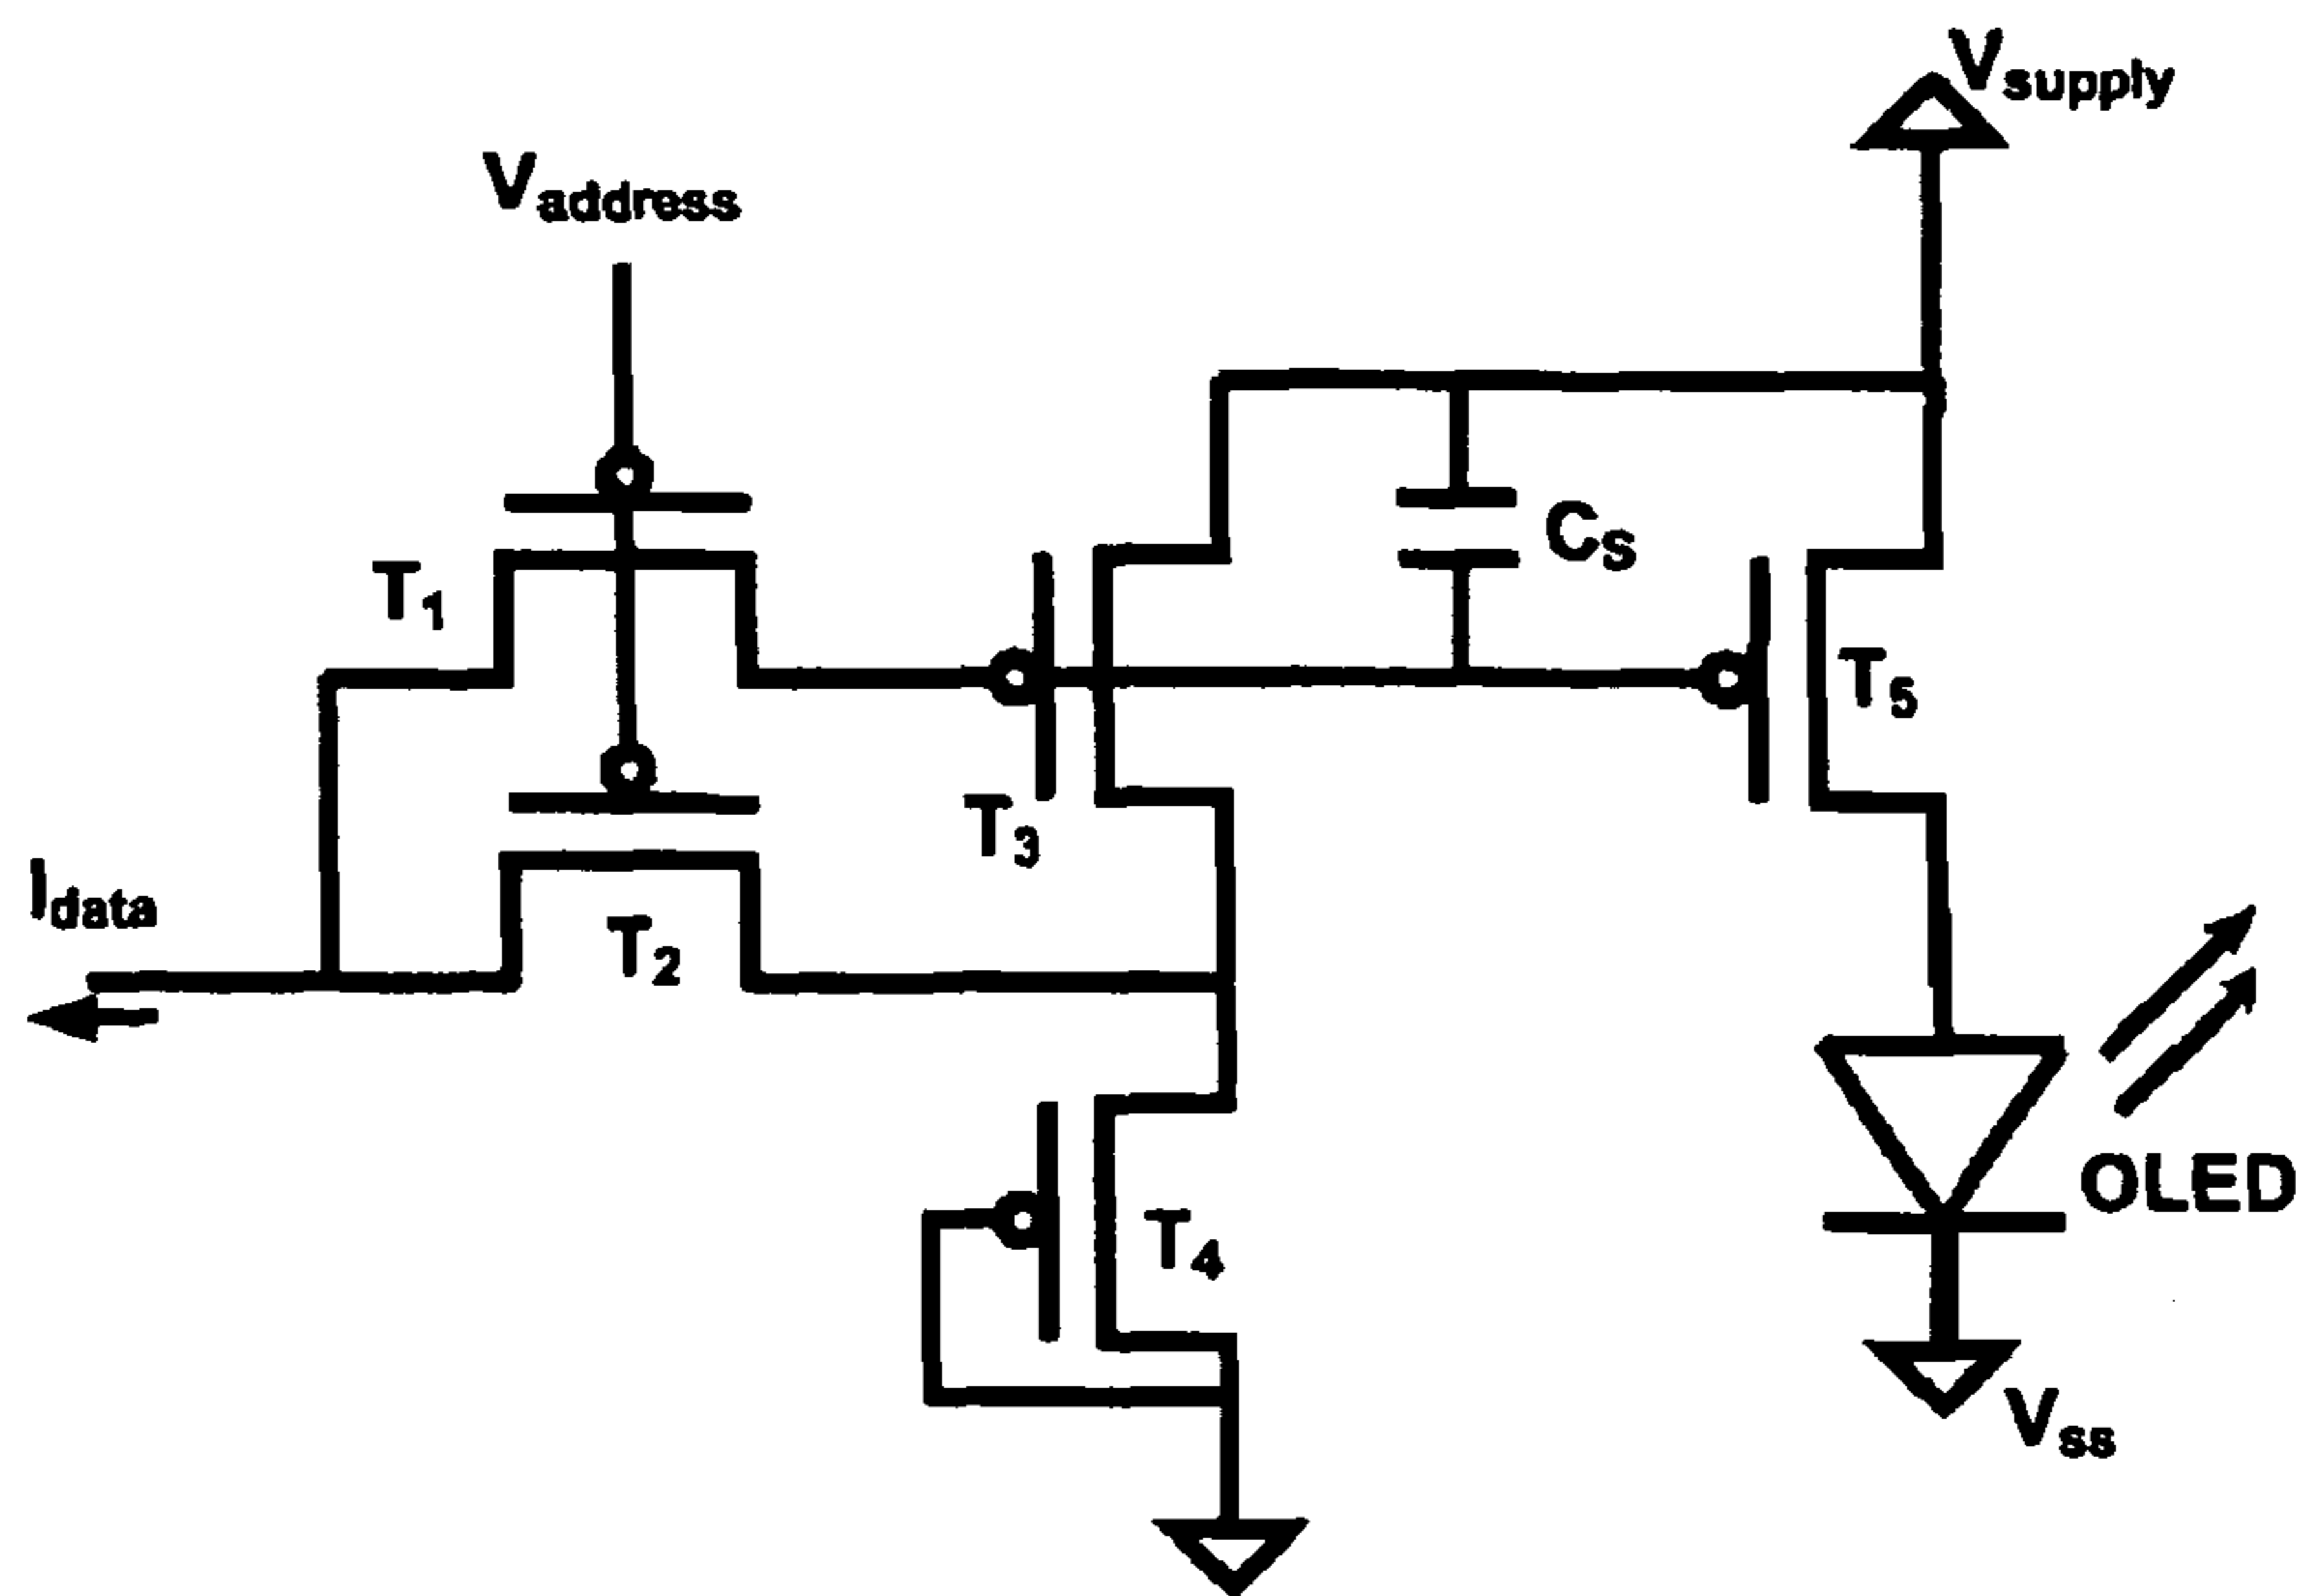 Vsupply
Vaddress
CS
T1
T5
T3
Idata
T2
OLED
T4
Vss